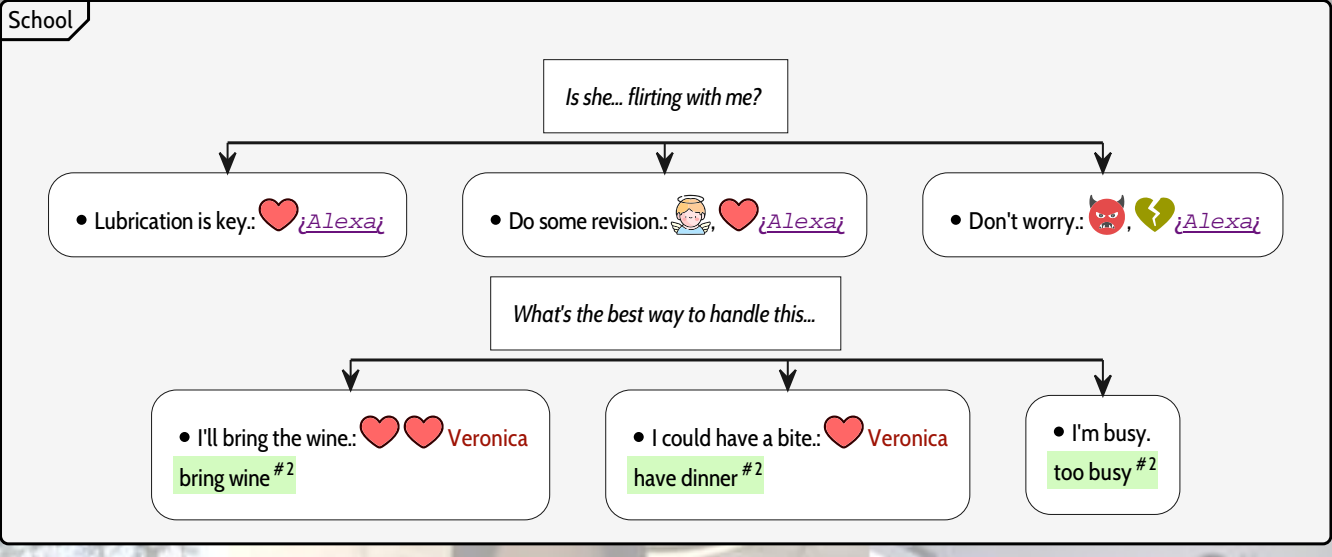 School
Is she... flirting with me?
• Lubrication is key.: ¿Alexa¿
• Do some revision.: , ¿Alexa¿
• Don't worry.: , ¿Alexa¿
What's the best way to handle this...
• I'll bring the wine.: Veronica
bring wine #2
• I could have a bite.: Veronica
have dinner #2
• I'm busy.
too busy #2